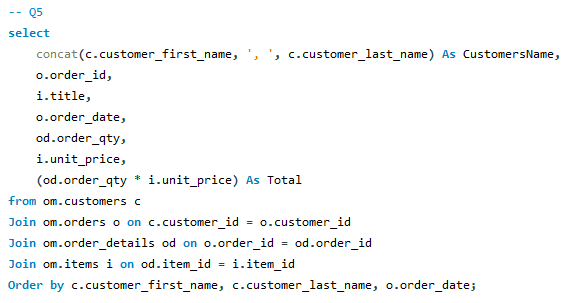 -- Q5
select
concat(c.customer_first_name, ', ', c.customer_last_name) As CustomersName,
o.order_id,
i.title,
o.order_date,
od.order_qty,
i.unit_price,
(od.order_qty * i.unit_price) As Total
from om.customers c
Join om.orders o on c.customer_id = o.customer_id
Join om.order_details od on o.order_id = od.order_id
Join om.items i on od.item_id = i.item_id
Order by c.customer_first_name, c.customer_last_name, o.order_date;